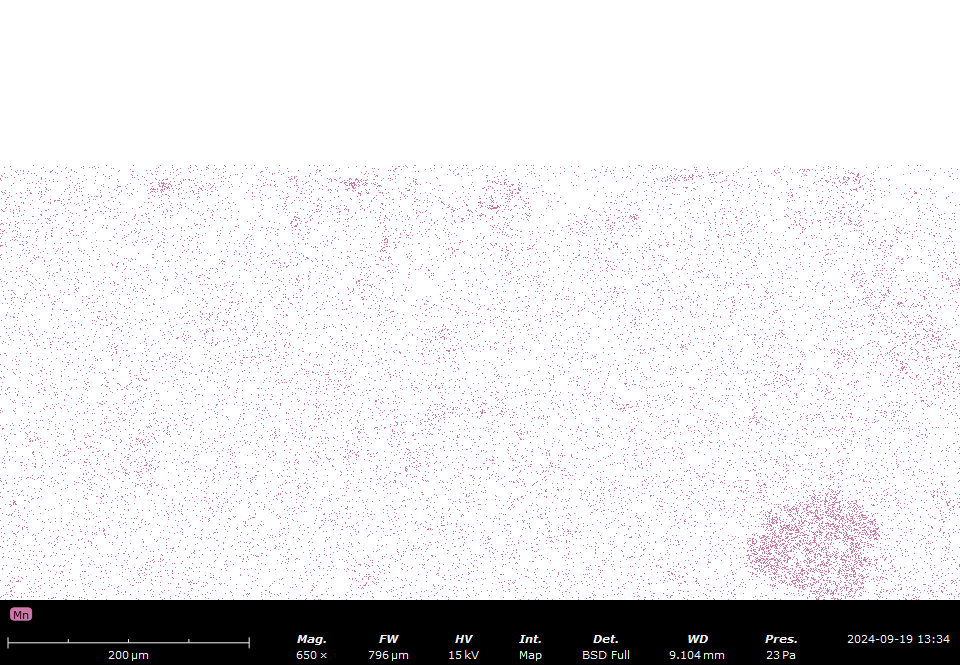 Mn
Mag. FW HV Int. Det. WD Pres. 2024-09-19 13:34
200 µm 650 x 796 µm 15 kV Map BSD Full 9.104 mm 23 Pa